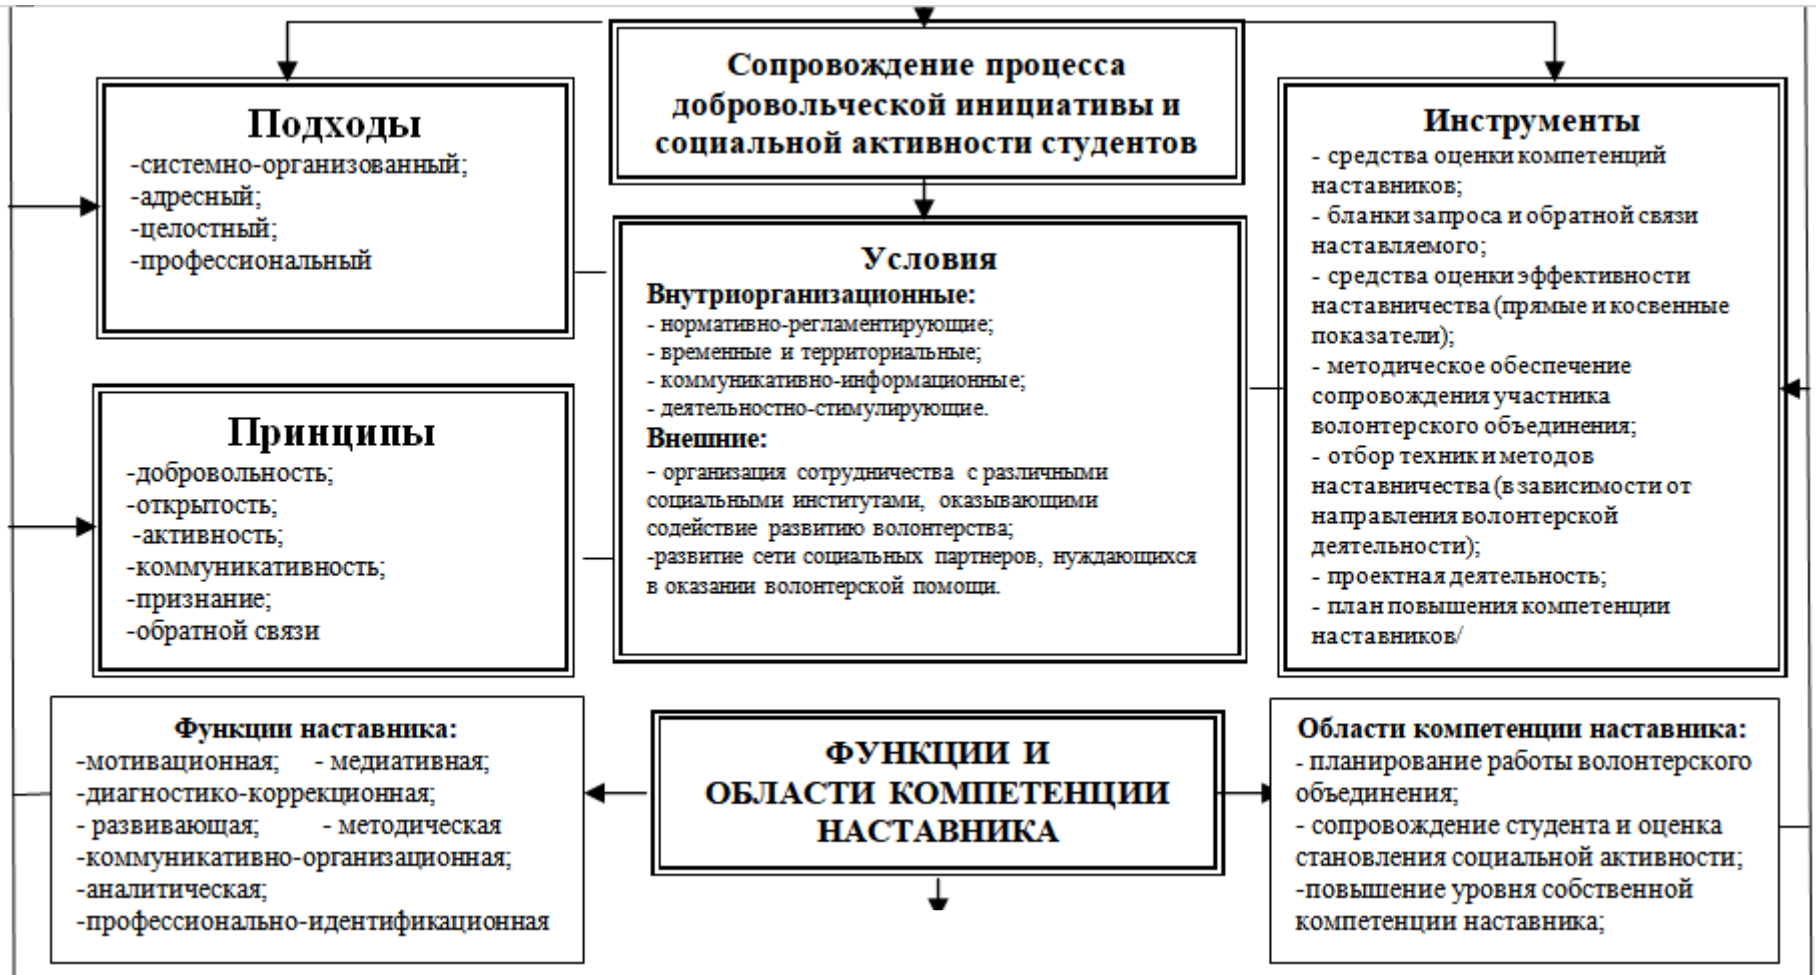 Сопровождение процесса
добровольческой инициативы и
социальной активности студентов
Подходы
-системно-организованный;
-адресный;
-целостный;
-профессиональный
Принципы
-добровольность;
-открытость;
-активность;
-коммуникативность;
-признание;
-обратной связи
Условия
Внутриорганизационные:
- нормативно-регламентирующие;
- временные и территориальные;
- коммуникативно-информационные;
- деятельностно-стимулирующие.
Внешние:
- организация сотрудничества с различными
социальными институтами, оказывающими
содействие развитию волонтерства;
-развитие сети социальных партнеров, нуждающихся
в оказании волонтерской помощи.
Инструменты
- средства оценки компетенций
наставников;
- бланки запроса и обратной связи
наставляемого;
- средства оценки эффективности
наставничества (прямые и косвенные
показатели);
- методическое обеспечение
сопровождения участника
волонтерского объединения;
- отбор техник и методов
наставничества (в зависимости от
направления волонтерской
деятельности);
- проектная деятельность;
- план повышения компетенции
наставников/
Функции наставника:
-мотивационная; - медиативная;
-диагностико-коррекционная;
- развивающая; - методическая
-коммуникативно-организационная;
-аналитическая;
-профессионально-идентификационная
ФУНКЦИИ И
ОБЛАСТИ КОМПЕТЕНЦИИ
НАСТАВНИКА
Области компетенции наставника:
- планирование работы волонтерского
объединения;
- сопровождение студента и оценка
становления социальной активности;
-повышение уровня собственной
компетенции наставника;